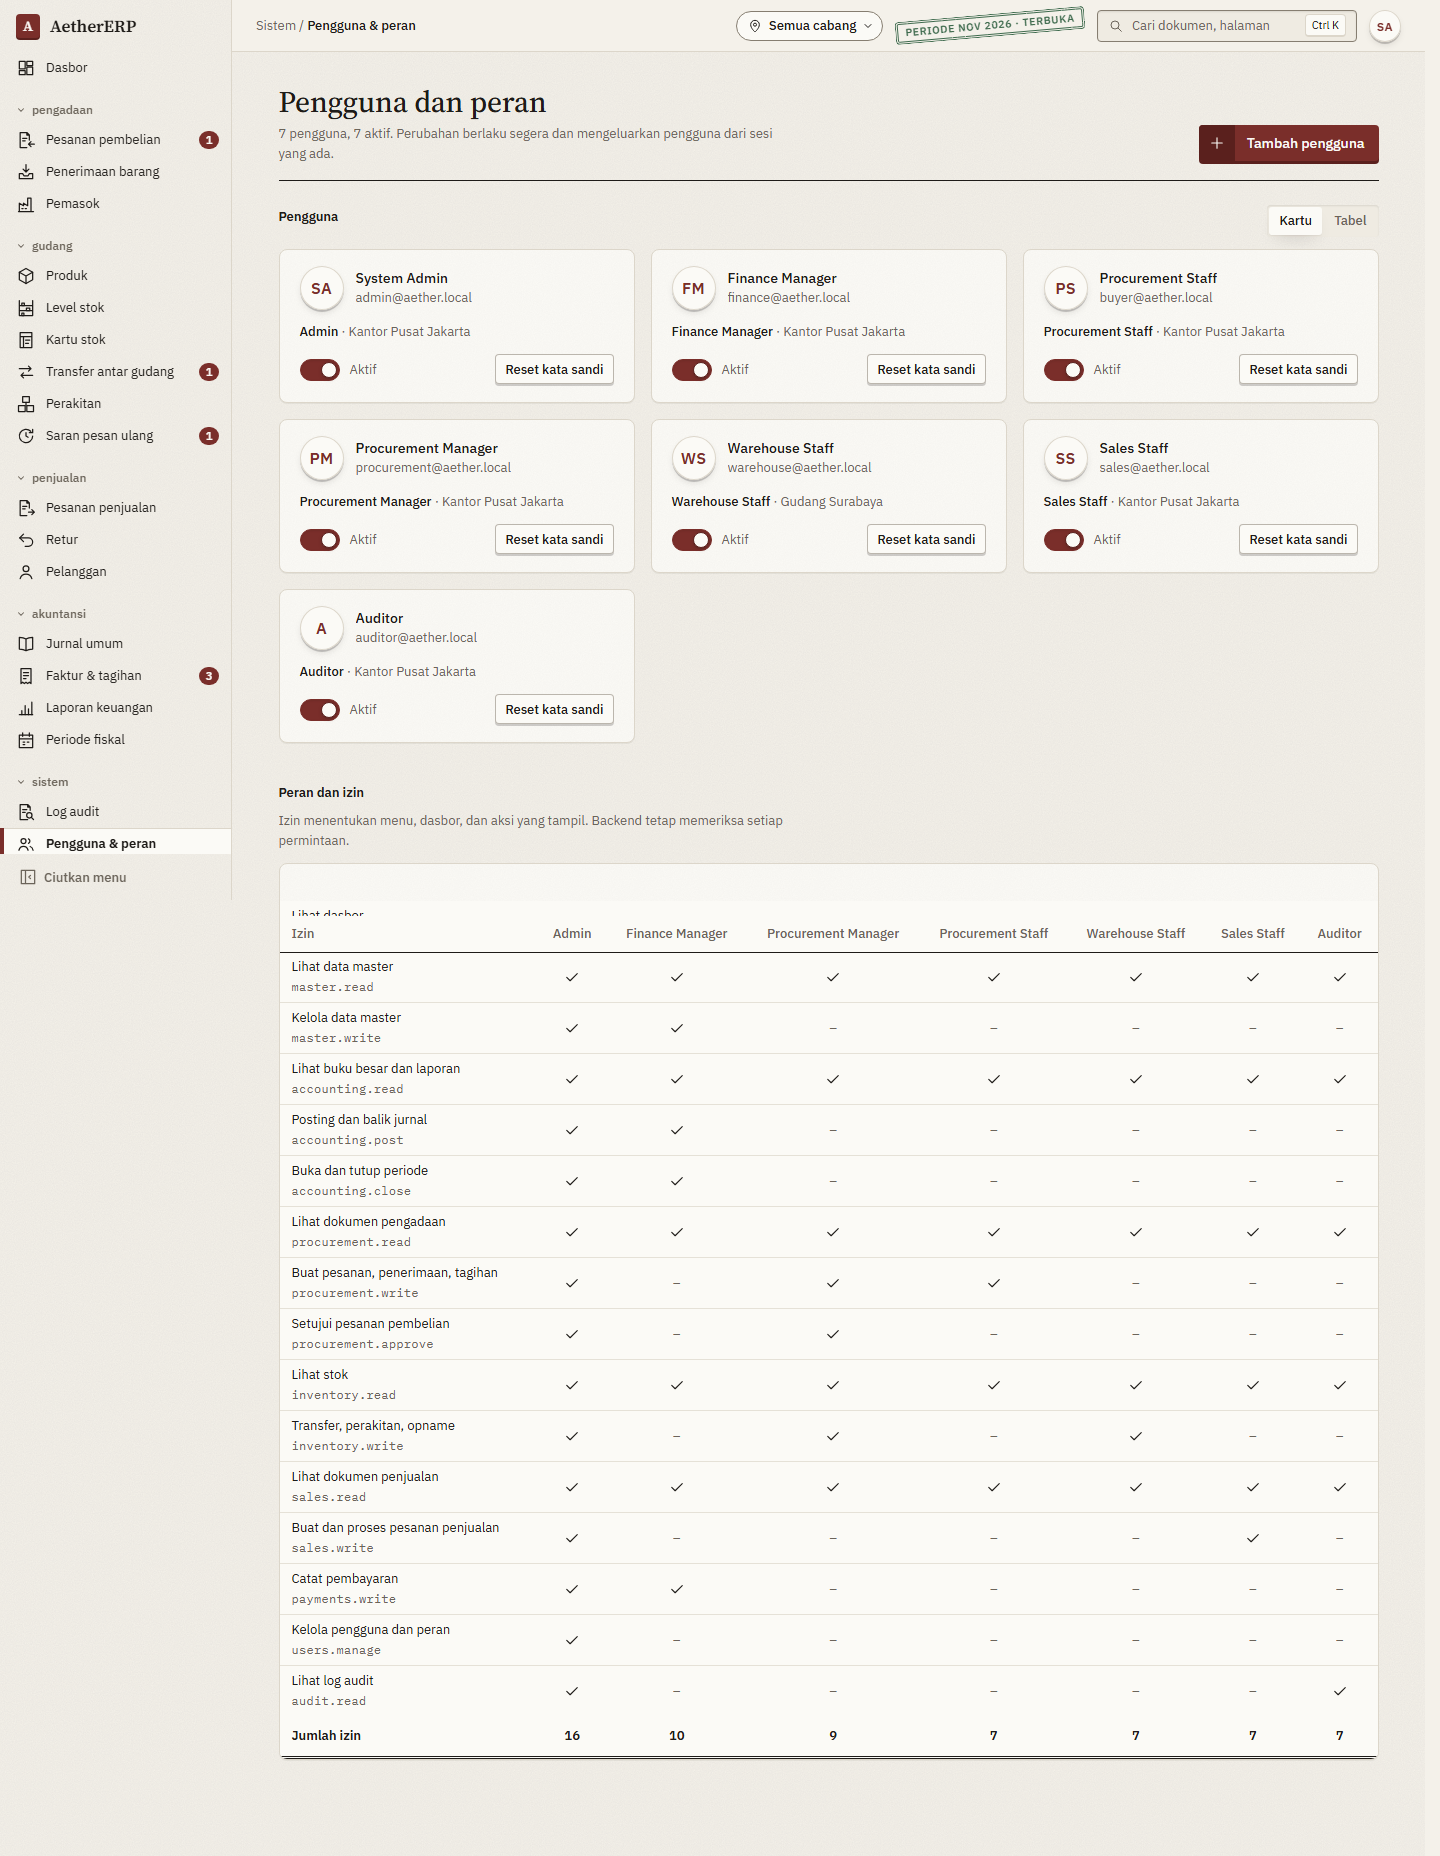 A AetherERP
Sistem / Pengguna & peran
Semua cabang
PERIODE NOV 2026 · TERBUKA
Cari dokumen, halaman
Ctrl K
SA
Dasbor
pengadaan
Pesanan pembelian 1
Penerimaan barang
Pemasok
gudang
Produk
Level stok
Kartu stok
Transfer antar gudang 1
Perakitan
Saran pesan ulang 1
penjualan
Pesanan penjualan
Retur
Pelanggan
akuntansi
Jurnal umum
Faktur & tagihan 3
Laporan keuangan
Periode fiskal
sistem
Log audit
Pengguna & peran
Ciutkan menu
Pengguna dan peran
7 pengguna, 7 aktif. Perubahan berlaku segera dan mengeluarkan pengguna dari sesi
yang ada.
Tambah pengguna
Pengguna
Kartu Tabel
SA
System Admin
admin@aether.local
Admin · Kantor Pusat Jakarta
Aktif
Reset kata sandi
FM
Finance Manager
finance@aether.local
Finance Manager · Kantor Pusat Jakarta
Aktif
Reset kata sandi
PS
Procurement Staff
buyer@aether.local
Procurement Staff · Kantor Pusat Jakarta
Aktif
Reset kata sandi
PM
Procurement Manager
procurement@aether.local
Procurement Manager · Kantor Pusat Jakarta
Aktif
Reset kata sandi
WS
Warehouse Staff
warehouse@aether.local
Warehouse Staff · Gudang Surabaya
Aktif
Reset kata sandi
SS
Sales Staff
sales@aether.local
Sales Staff · Kantor Pusat Jakarta
Aktif
Reset kata sandi
A
Auditor
auditor@aether.local
Auditor · Kantor Pusat Jakarta
Aktif
Reset kata sandi
Peran dan izin
Izin menentukan menu, dasbor, dan aksi yang tampil. Backend tetap memeriksa setiap
permintaan.
Lihat dasbor
Izin Admin Finance Manager Procurement Manager Procurement Staff Warehouse Staff Sales Staff Auditor
Lihat data master
master.read ✓ ✓ ✓ ✓ ✓ ✓ ✓
Kelola data master
master.write ✓ ✓ – – – – –
Lihat buku besar dan laporan
accounting.read ✓ ✓ ✓ ✓ ✓ ✓ ✓
Posting dan balik jurnal
accounting.post ✓ ✓ – – – – –
Buka dan tutup periode
accounting.close ✓ ✓ – – – – –
Lihat dokumen pengadaan
procurement.read ✓ ✓ ✓ ✓ ✓ ✓ ✓
Buat pesanan, penerimaan, tagihan
procurement.write ✓ – ✓ ✓ – – –
Setujui pesanan pembelian
procurement.approve ✓ – ✓ – – – –
Lihat stok
inventory.read ✓ ✓ ✓ ✓ ✓ ✓ ✓
Transfer, perakitan, opname
inventory.write ✓ – ✓ – ✓ – –
Lihat dokumen penjualan
sales.read ✓ ✓ ✓ ✓ ✓ ✓ ✓
Buat dan proses pesanan penjualan
sales.write ✓ – – – – ✓ –
Catat pembayaran
payments.write ✓ ✓ – – – – –
Kelola pengguna dan peran
users.manage ✓ – – – – – –
Lihat log audit
audit.read ✓ – – – – – ✓
Jumlah izin 16 10 9 7 7 7 7